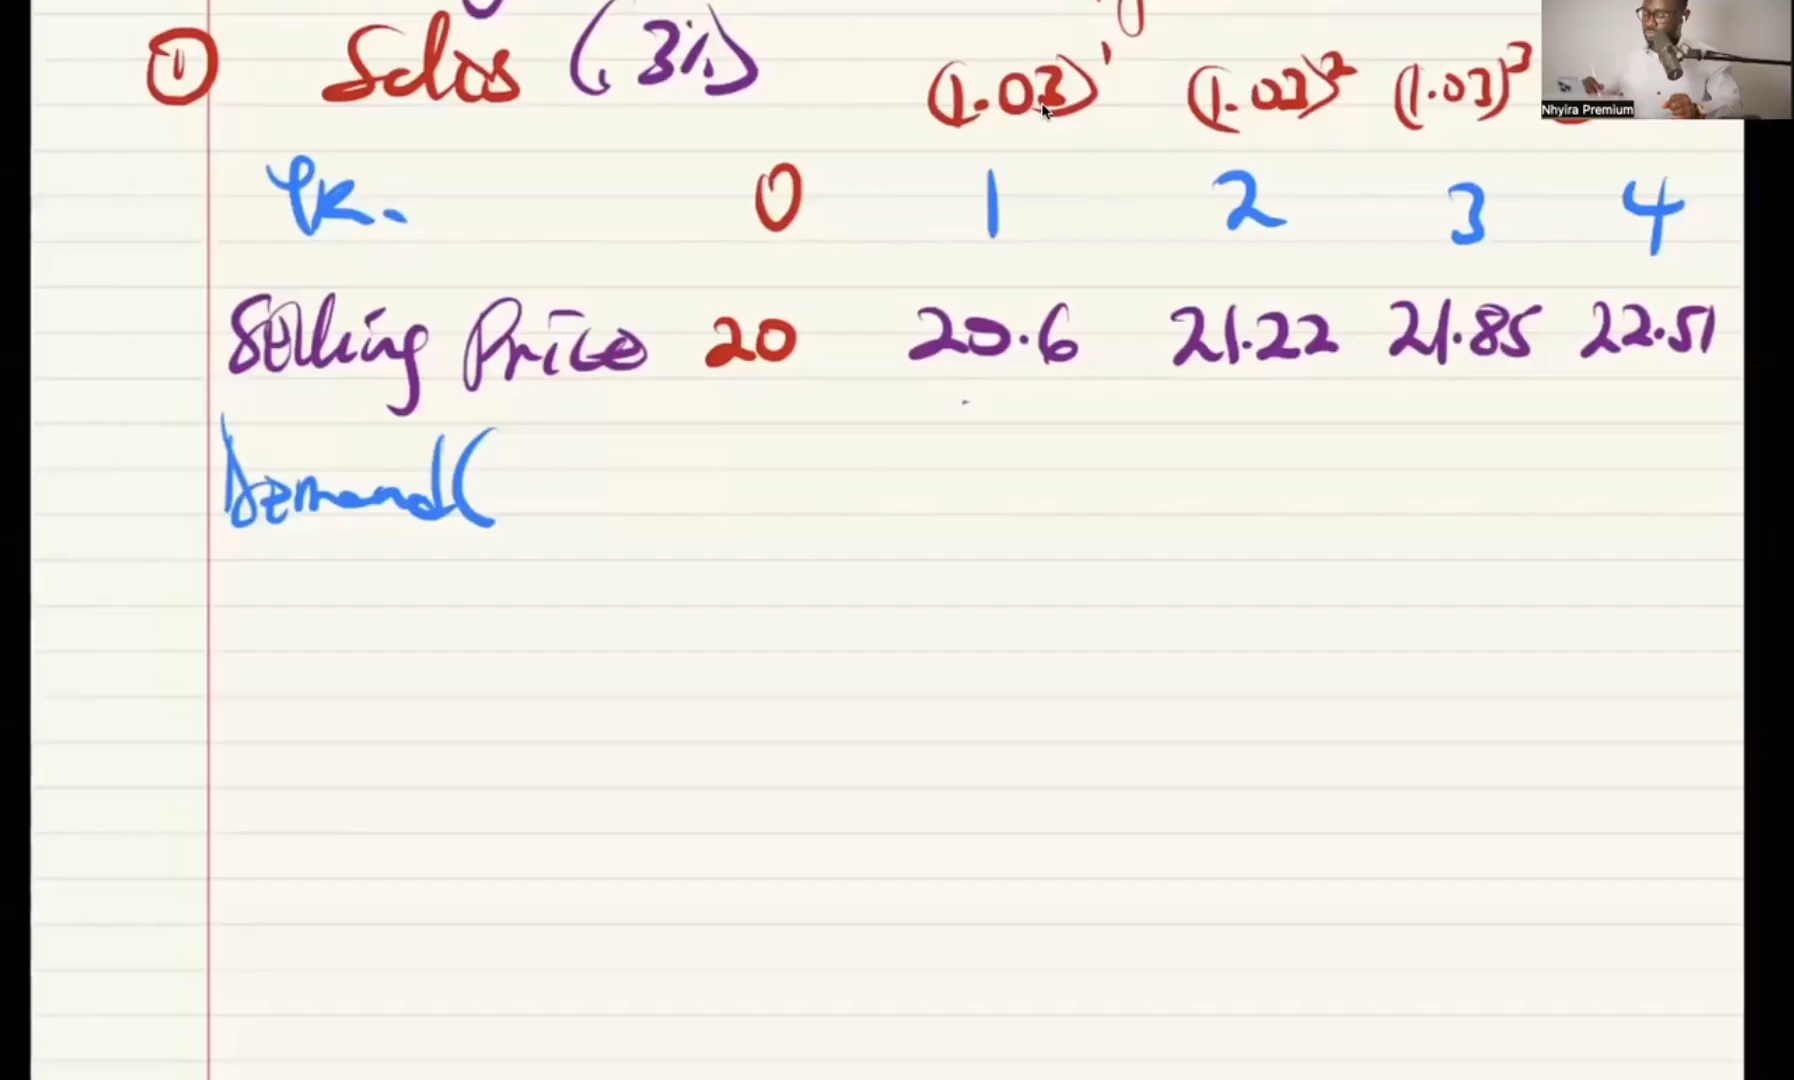 ① Sales (3%)
(1.03)¹ (1.03)² (1.03)³
Nhyira Premium
Yr. 0 1 2 3 4
Selling Price 20 20.6 21.22 21.85 22.51
Demand(